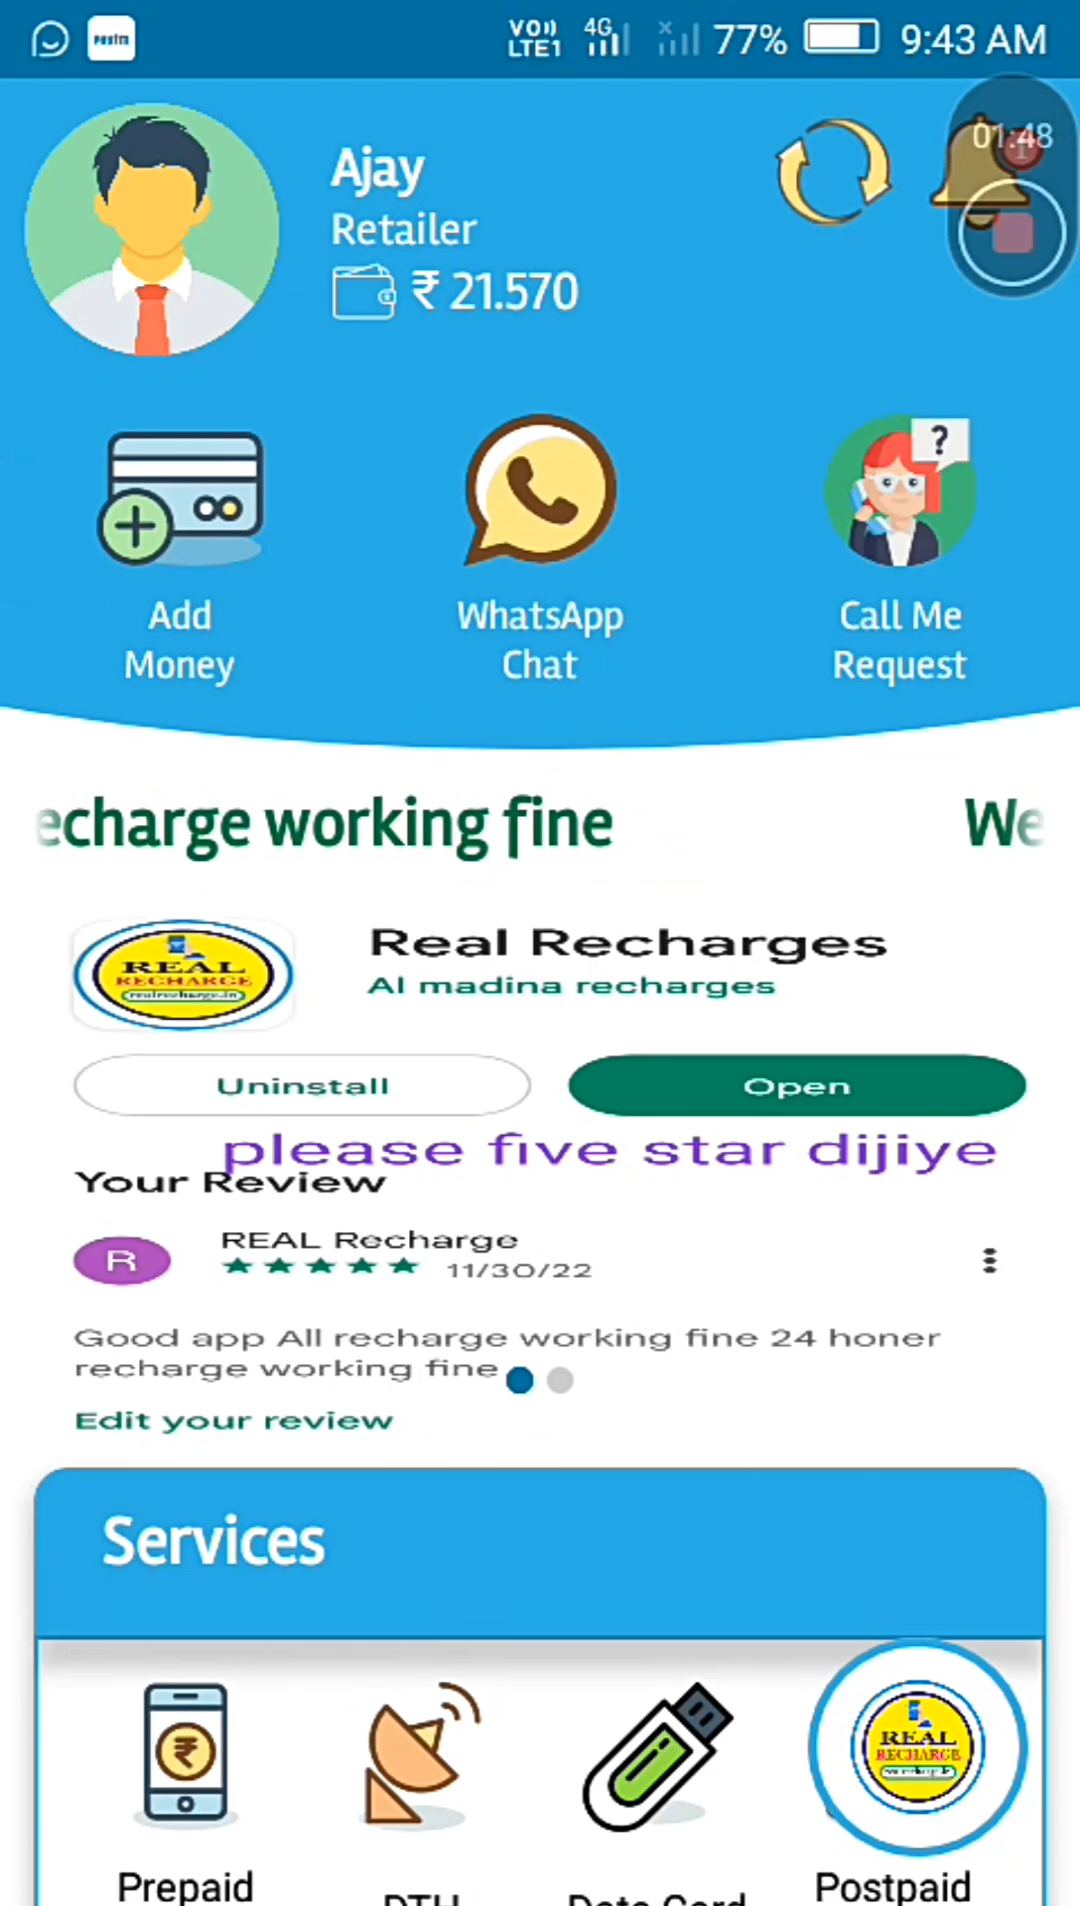 paytm
VO)) LTE1 4G 77% 9:43 AM
01:48
Ajay
Retailer
₹ 21.570
Add Money
WhatsApp Chat
Call Me Request
echarge working fine We
REAL
RECHARGE
realrecharge.in
Real Recharges
Al madina recharges
Uninstall
Open
please five star dijiye
Your Review
R
REAL Recharge
★★★★★ 11/30/22
Good app All recharge working fine 24 honer
recharge working fine
Edit your review
Services
REAL
RECHARGE
Prepaid
DTH
Data Card
Postpaid